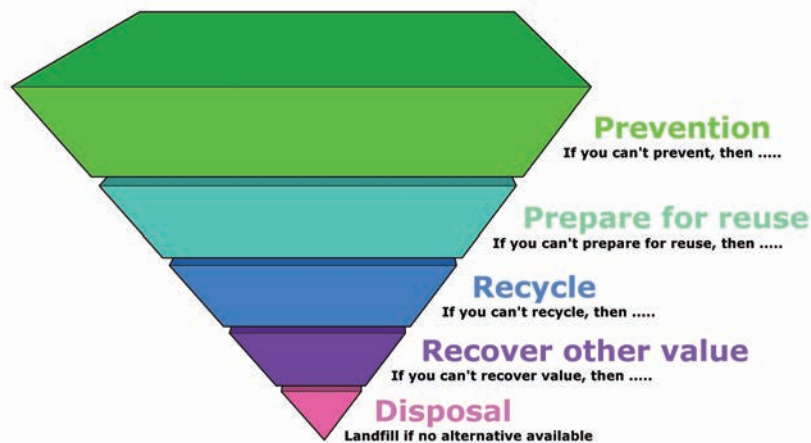 Prevention
If you can't prevent, then .....
Prepare for reuse
If you can't prepare for reuse, then .....
Recycle
If you can't recycle, then .....
Recover other value
If you can't recover value, then .....
Disposal
Landfill if no alternative available